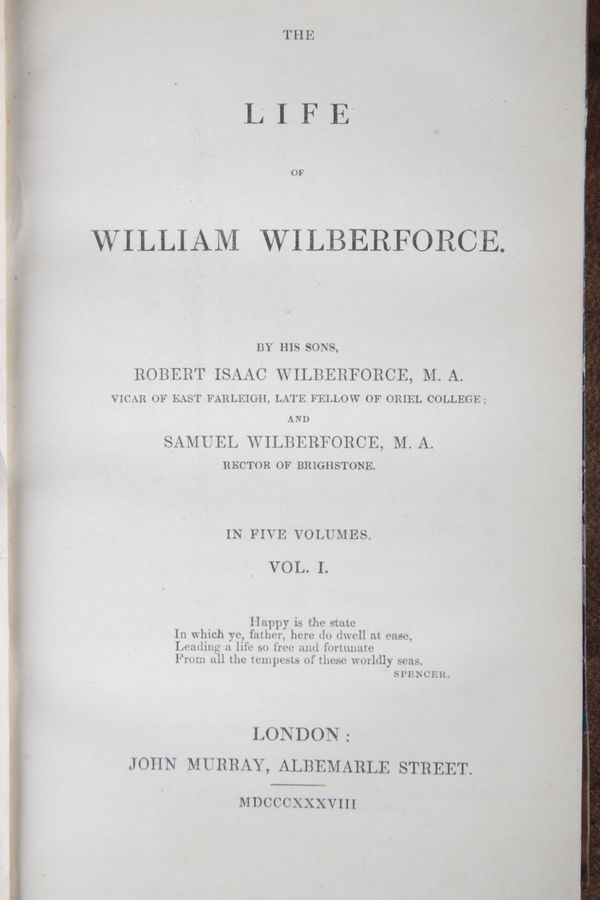 THE
LIFE
OF
WILLIAM WILBERFORCE.
BY HIS SONS,
ROBERT ISAAC WILBERFORCE, M. A.
VICAR OF EAST FARLEIGH, LATE FELLOW OF ORIEL COLLEGE;
AND
SAMUEL WILBERFORCE, M. A.
RECTOR OF BRIGHSTONE.
IN FIVE VOLUMES.
VOL. I.
Happy is the state
In which ye, father, here do dwell at ease,
Leading a life so free and fortunate
From all the tempests of these worldly seas.
SPENCER.
LONDON:
JOHN MURRAY, ALBEMARLE STREET.
MDCCCXXXVIII